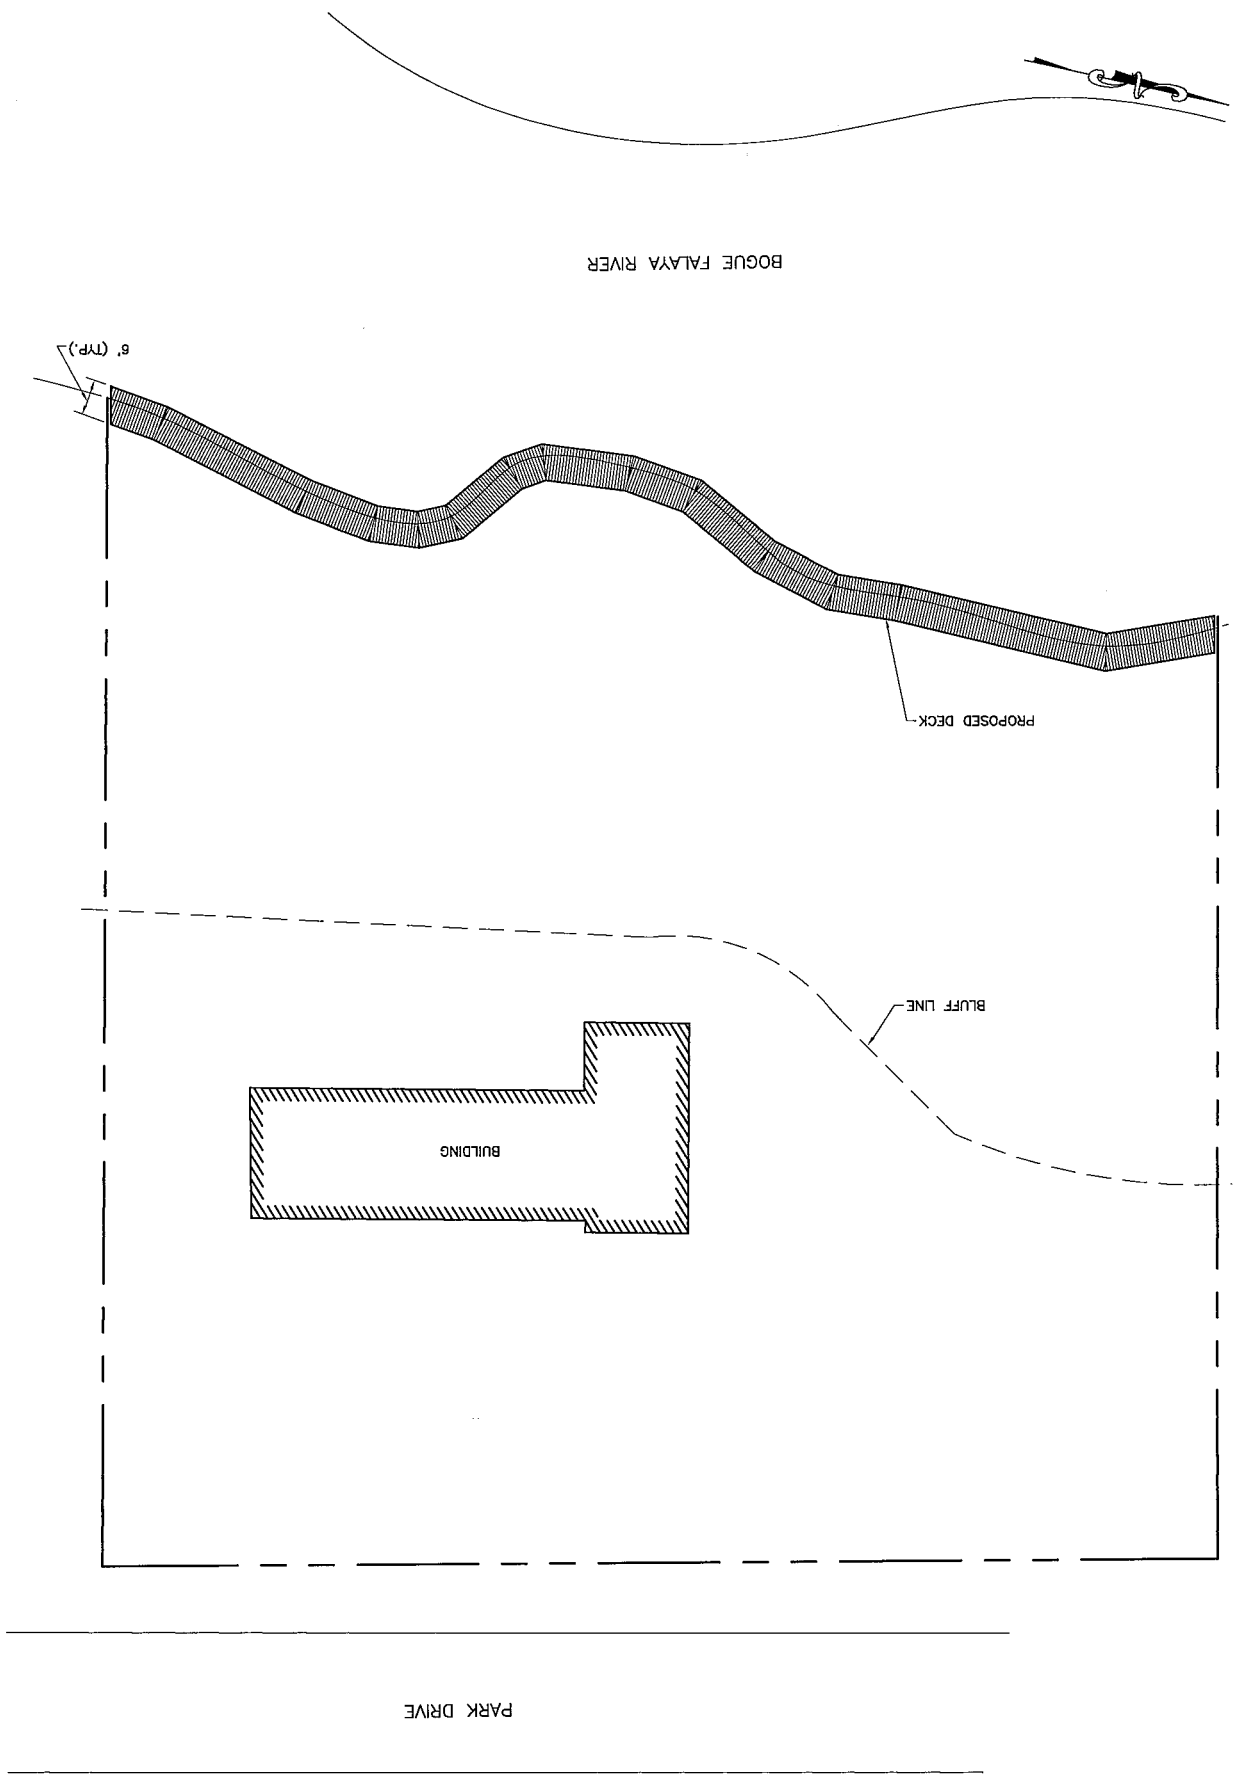 PARK DRIVE
BUILDING
BLUFF LINE
PROPOSED DECK
6' (TYP.)
BOGUE FALAYA RIVER